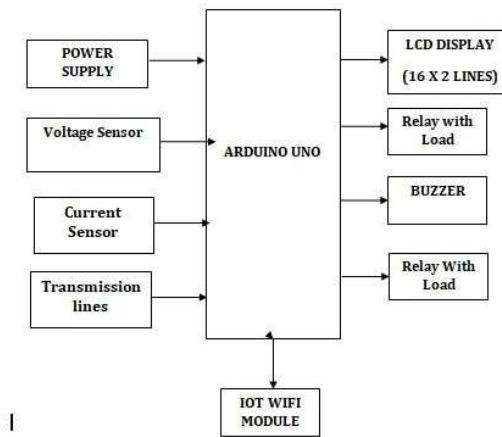 POWER
SUPPLY
Voltage Sensor
Current
Sensor
Transmission
lines
ARDUINO UNO
LCD DISPLAY
(16 X 2 LINES)
Relay with
Load
BUZZER
Relay With
Load
IOT WIFI
MODULE